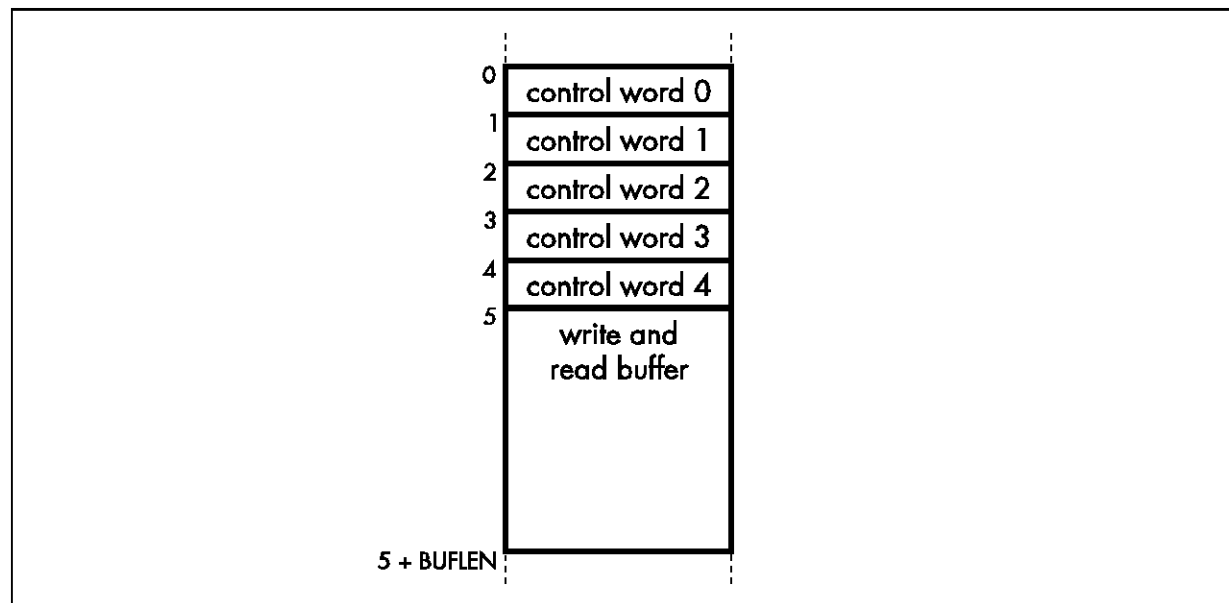 0
control word 0
1
control word 1
2
control word 2
3
control word 3
4
control word 4
5
write and
read buffer
5 + BUFLEN